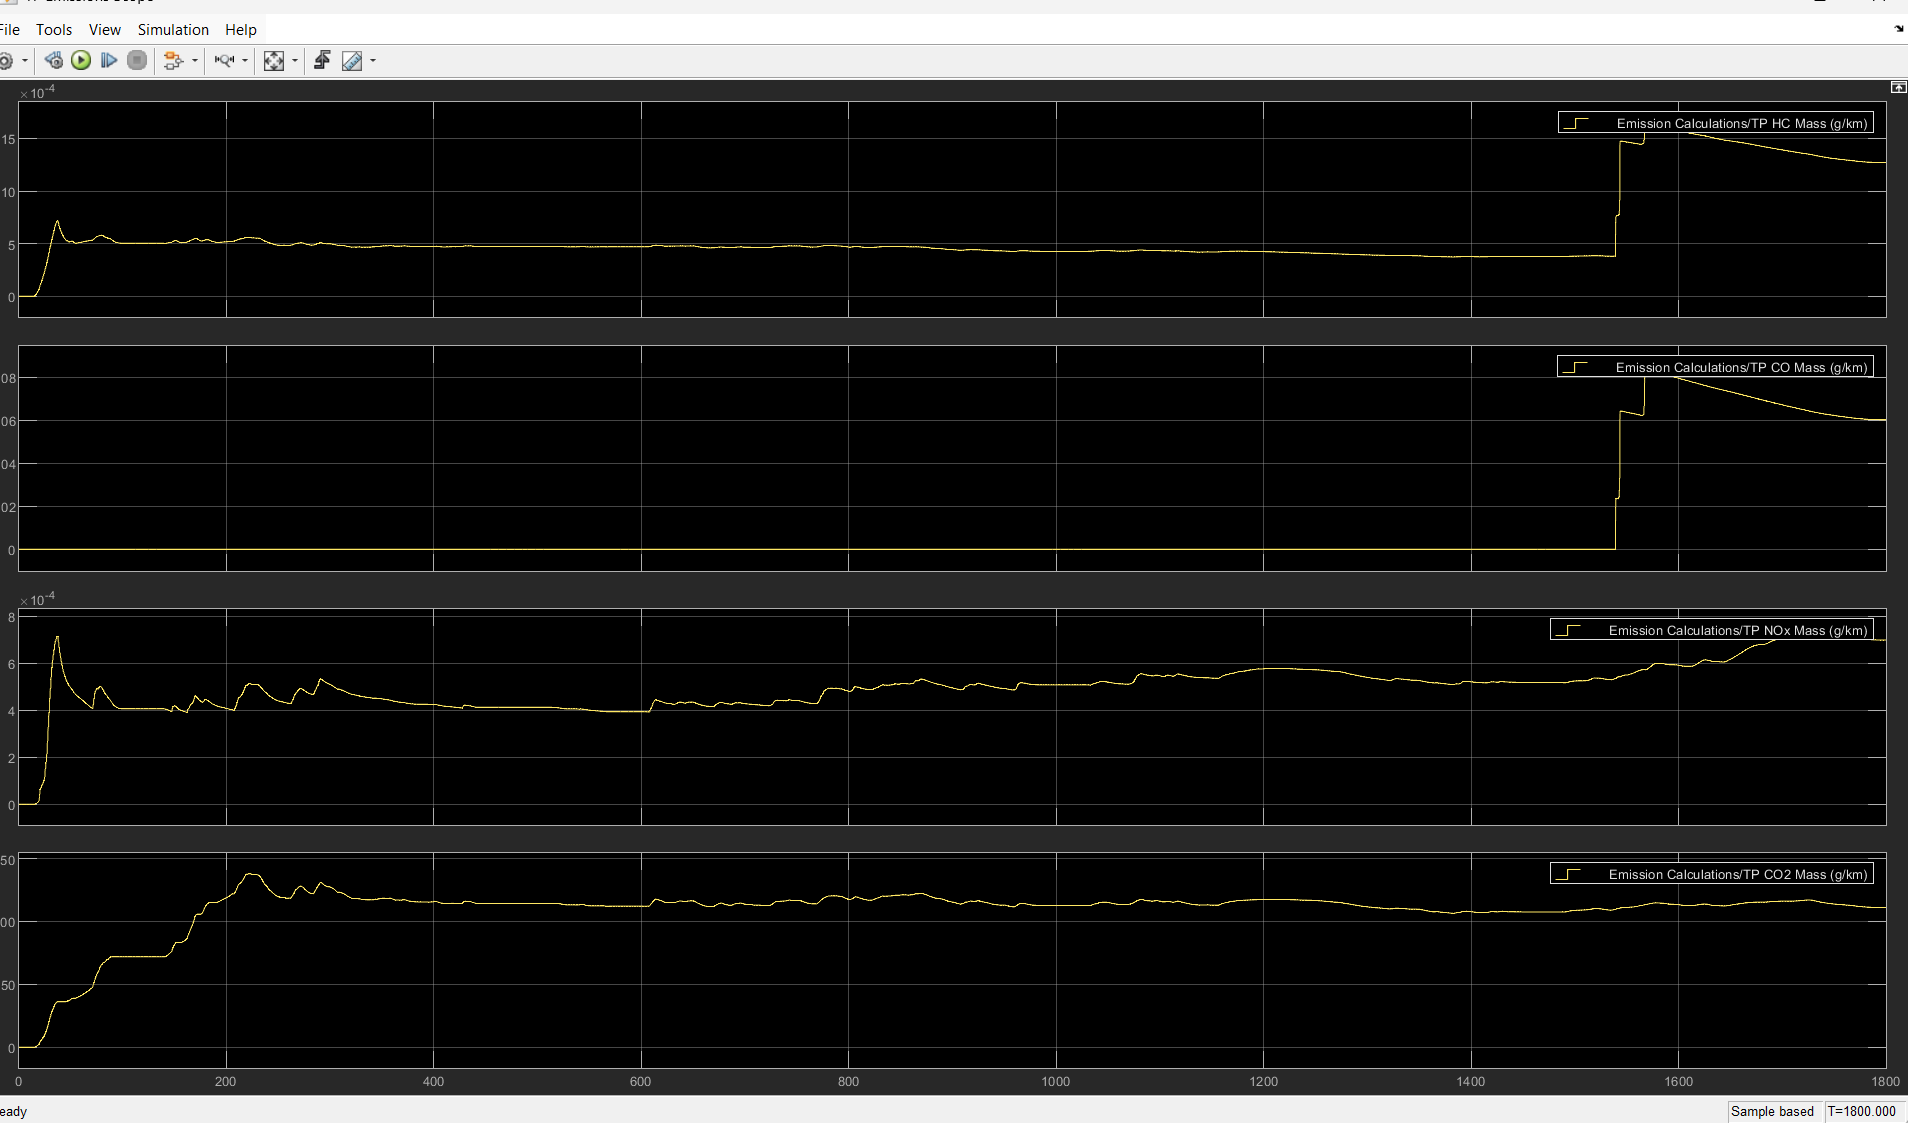 File Tools View Simulation Help
×10-4
15
10
5
0
Emission Calculations/TP HC Mass (g/km)
08
06
04
02
0
Emission Calculations/TP CO Mass (g/km)
×10-4
8
6
4
2
0
Emission Calculations/TP NOx Mass (g/km)
50
00
50
0
Emission Calculations/TP CO2 Mass (g/km)
0 200 400 600 800 1000 1200 1400 1600 1800
eady Sample based T=1800.000